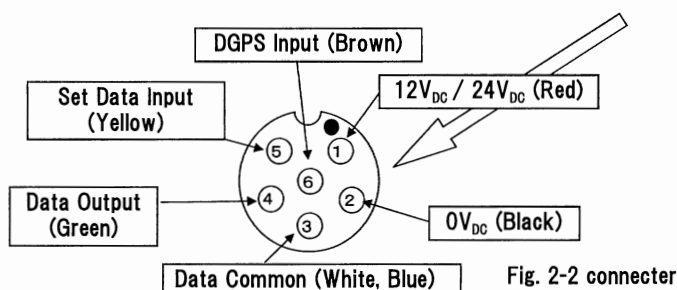 DGPS Input (Brown)
12VDC / 24VDC (Red)
Set Data Input
(Yellow)
5
1
6
4
2
3
Data Output
(Green)
0VDC (Black)
Data Common (White, Blue)
Fig. 2-2 connecter